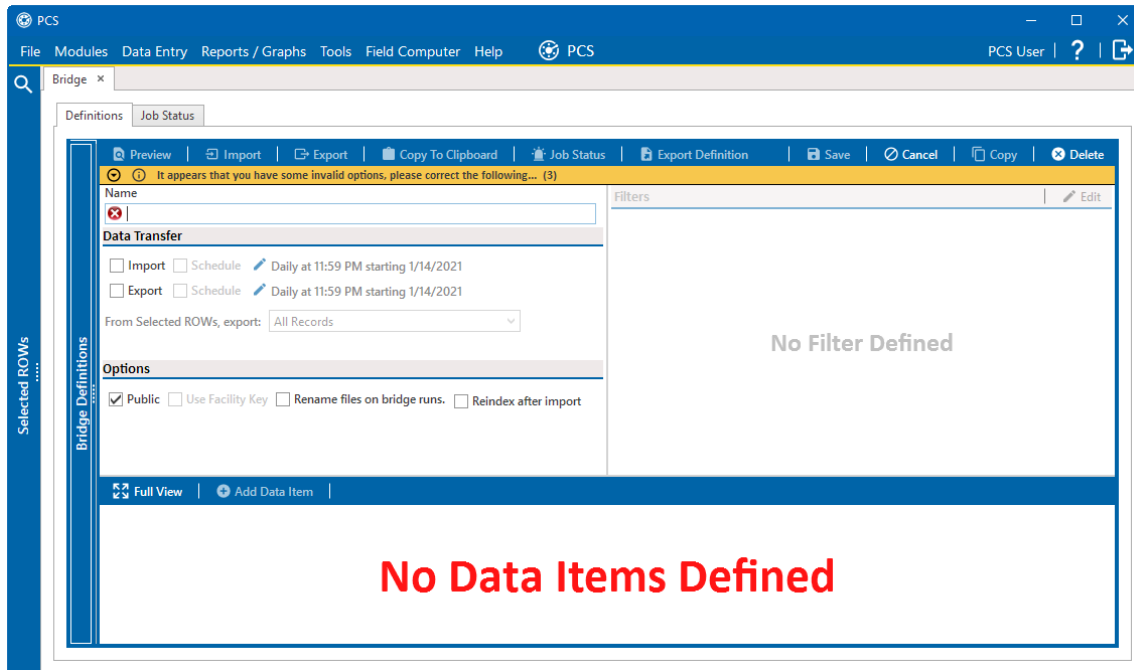 PCS
File Modules Data Entry Reports / Graphs Tools Field Computer Help PCS PCS User | ? |
Bridge ×
Definitions Job Status
Selected ROWs
Bridge Definitions
Preview | Import | Export | Copy To Clipboard | Job Status | Export Definition | Save | Cancel | Copy | Delete
It appears that you have some invalid options, please correct the following... (3)
Name
Filters | Edit
Data Transfer
Import Schedule Daily at 11:59 PM starting 1/14/2021
Export Schedule Daily at 11:59 PM starting 1/14/2021
From Selected ROWs, export: All Records
No Filter Defined
Options
Public Use Facility Key Rename files on bridge runs. Reindex after import
Full View | Add Data Item |
No Data Items Defined